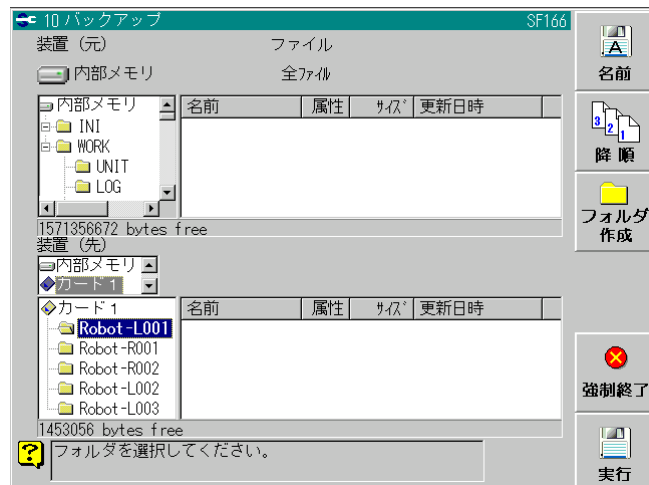 10 バックアップ SF166
装置（元） ファイル
内部メモリ 全ファイル
内部メモリ 名前 属性 サイズ 更新日時
INI
WORK
UNIT
LOG
1571356672 bytes free
装置（先）
内部メモリ
カード1
カード1 名前 属性 サイズ 更新日時
Robot-L001
Robot-R001
Robot-R002
Robot-L002
Robot-L003
1453056 bytes free
フォルダを選択してください。
A
名前
3 2 1
降順
フォルダ
作成
強制終了
実行